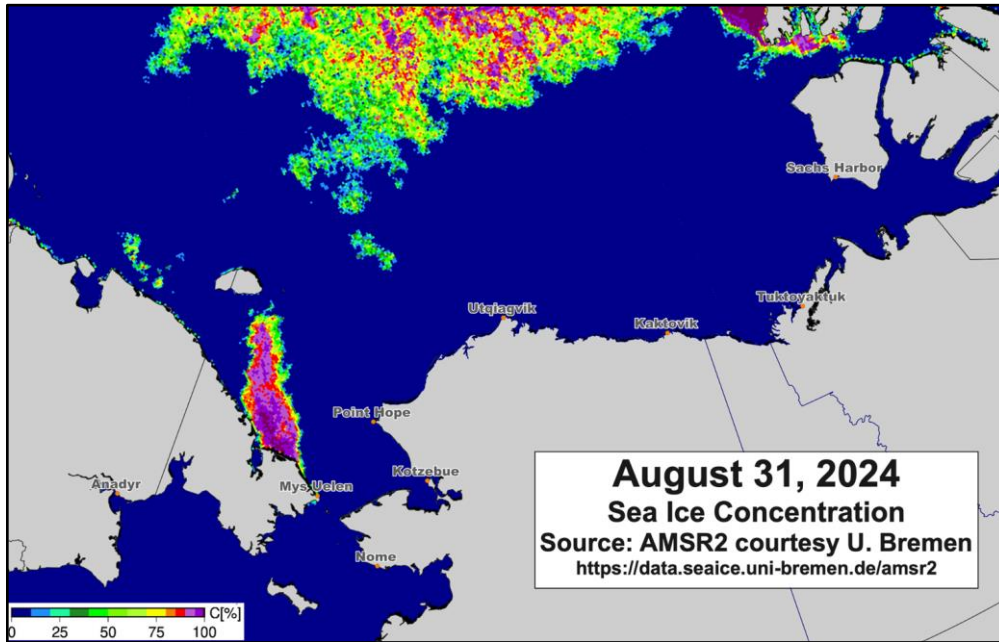 Sachs Harbor
Tuktoyaktuk
Utqiagvik
Kaktovik
Point Hope
Kotzebue
Anadyr
Mys Uelen
Nome
August 31, 2024
Sea Ice Concentration
Source: AMSR2 courtesy U. Bremen
https://data.seaice.uni-bremen.de/amsr2
C[%]
0 25 50 75 100